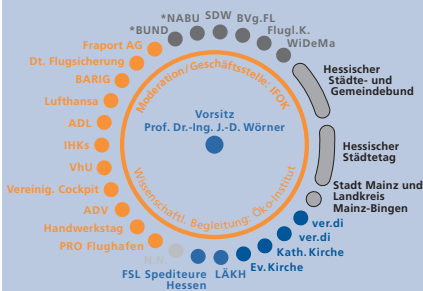 *BUND
*NABU
SDW
BVg.FL
Flugl.K.
WiDeMa
Hessischer
Städte- und
Gemeindebund
Hessischer
Städtetag
Stadt Mainz und
Landkreis
Mainz-Bingen
ver.di
ver.di
Kath. Kirche
Ev. Kirche
LÄKH
FSL Spediteure
Hessen
N.N.
PRO Flughafen
Handwerkstag
ADV
Vereinig. Cockpit
VhU
IHKs
ADL
Lufthansa
BARIG
Dt. Flugsicherung
Fraport AG
Moderation/Geschäftsstelle: IFOK
Vorsitz
Prof. Dr.-Ing. J.-D. Wörner
Wissenschaftl. Begleitung: Öko-Institut